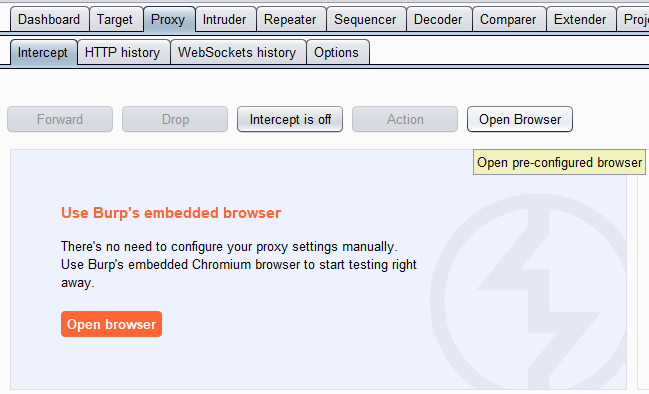 Dashboard Target Proxy Intruder Repeater Sequencer Decoder Comparer Extender
Intercept HTTP history WebSockets history Options
Forward Drop Intercept is off Action Open Browser
Open pre-configured browser
Use Burp's embedded browser
There's no need to configure your proxy settings manually.
Use Burp's embedded Chromium browser to start testing right
away.
Open browser